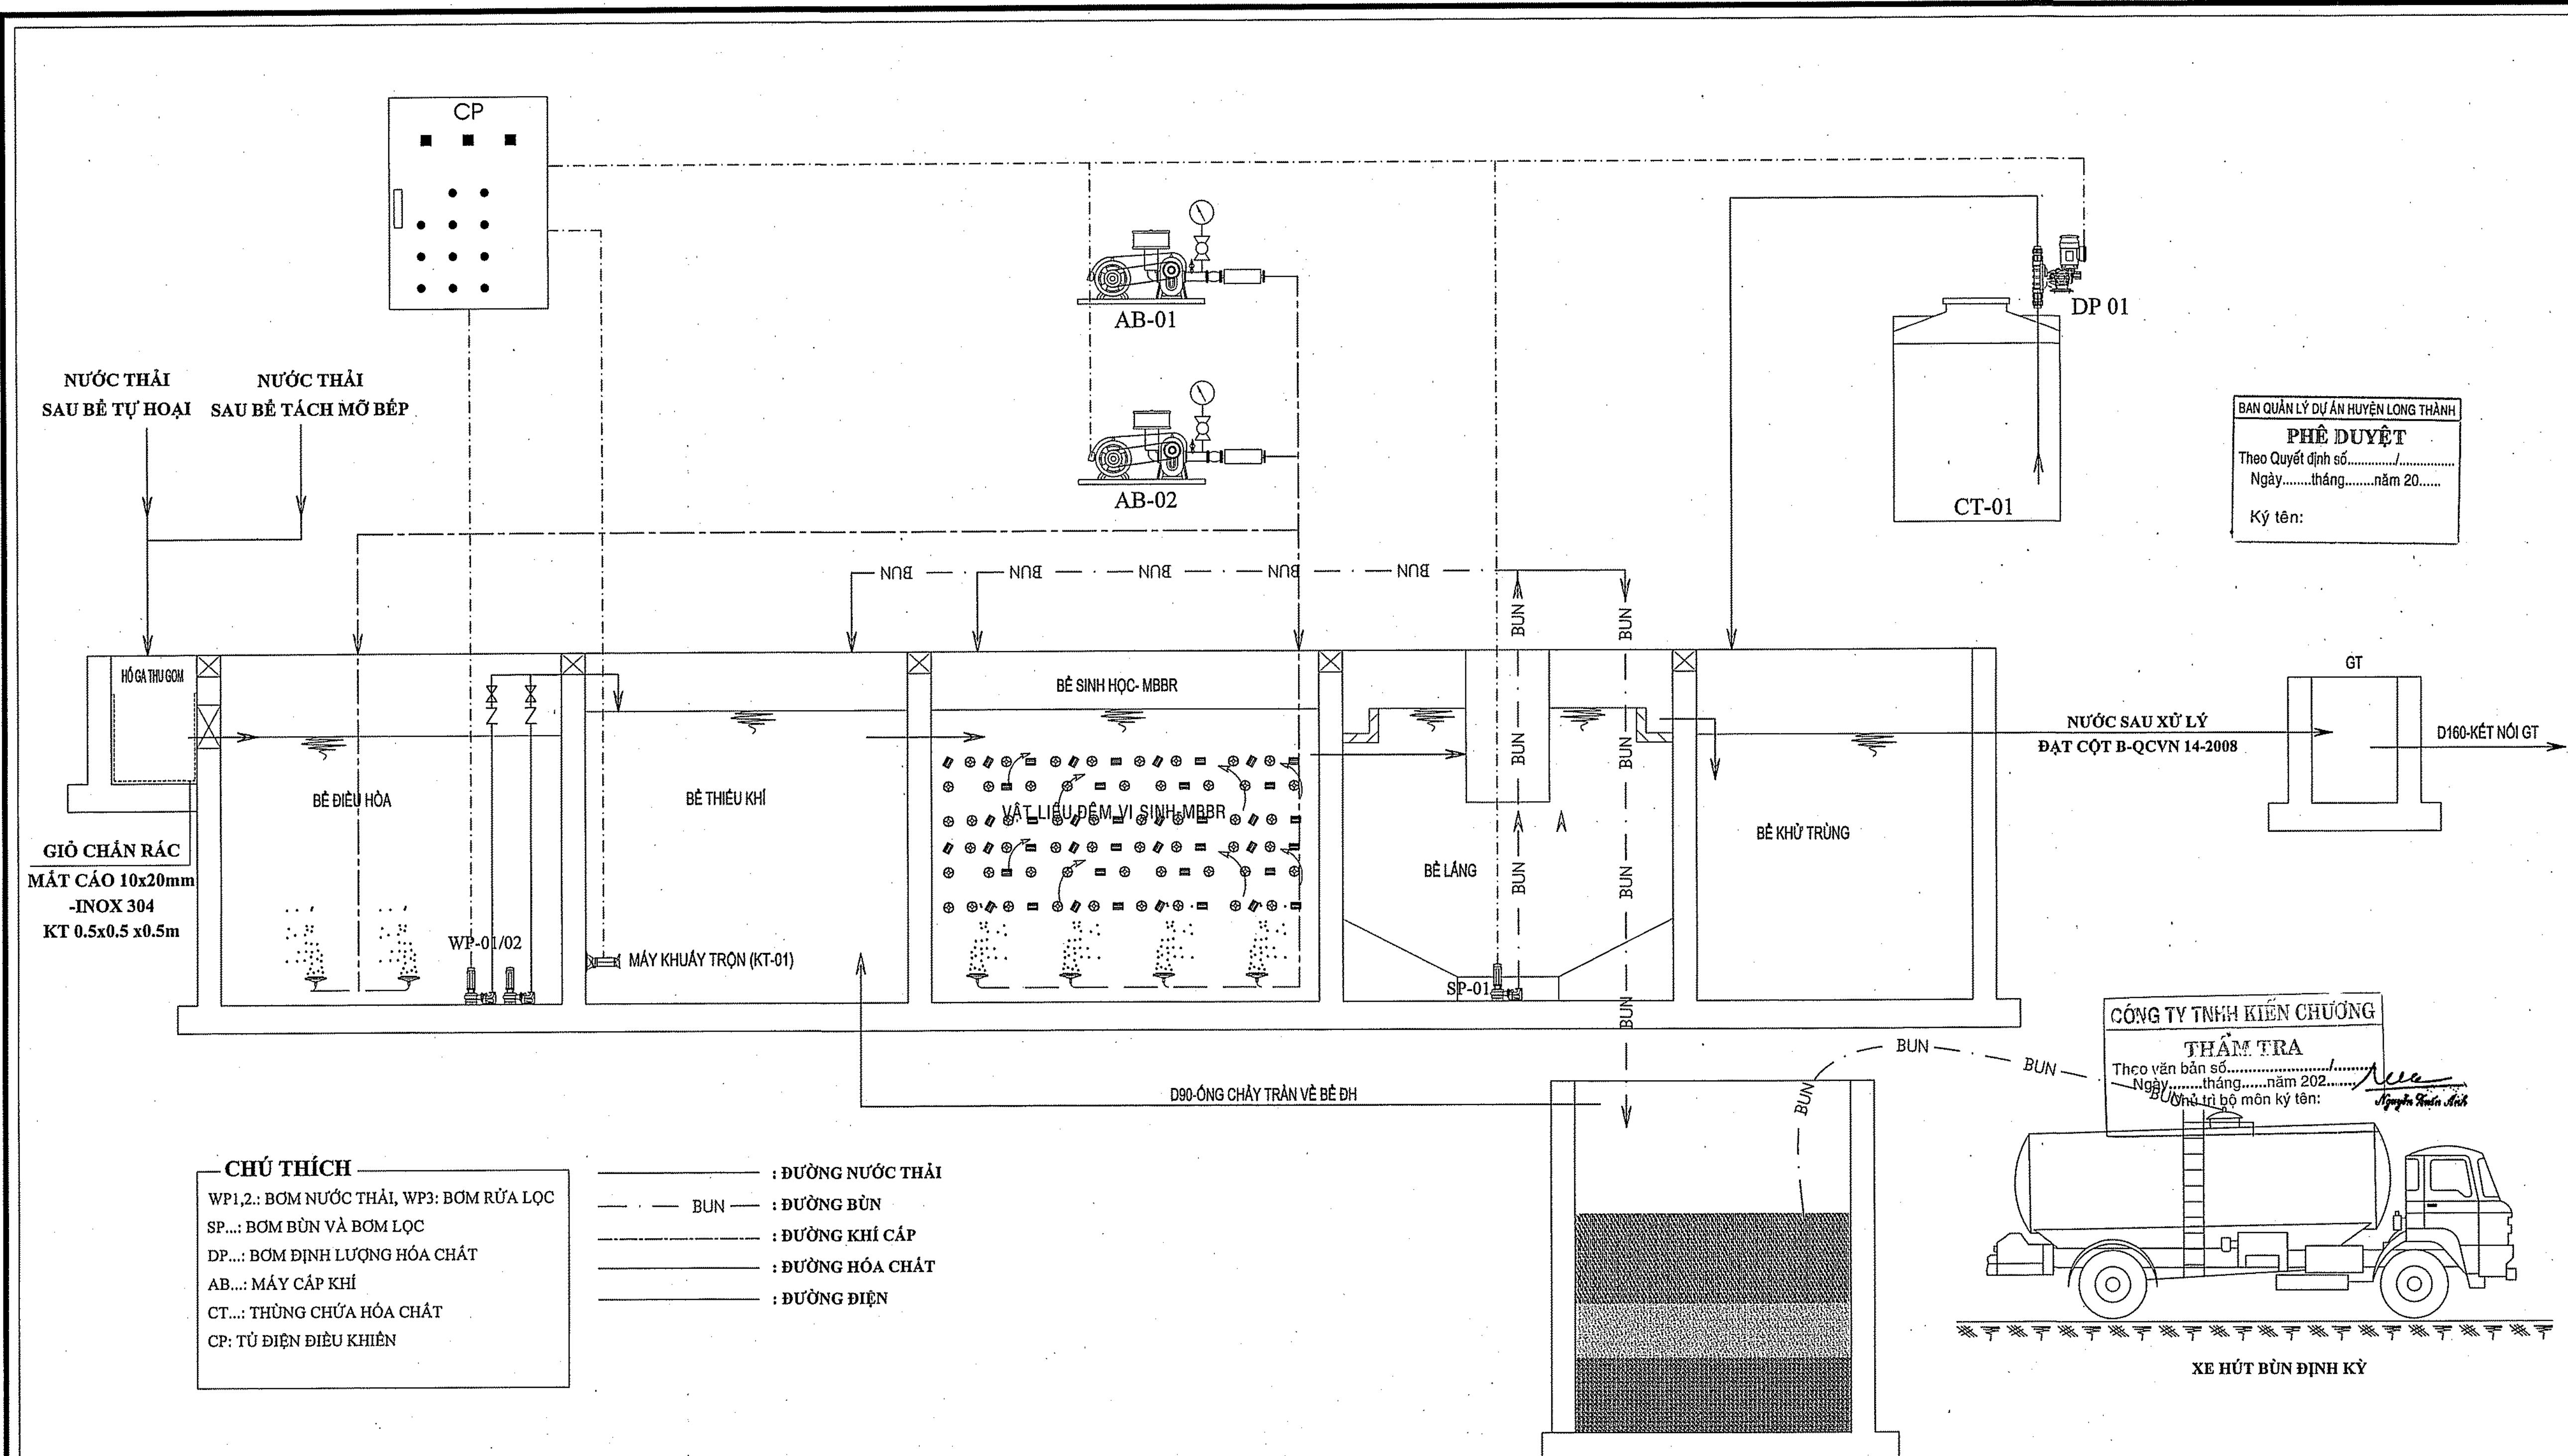 CP
AB-01
AB-02
DP 01
CT-01
NƯỚC THẢI
SAU BỂ TỰ HOẠI
NƯỚC THẢI
SAU BỂ TÁCH MỠ BẾP
BAN QUẢN LÝ DỰ ÁN HUYỆN LONG THÀNH
PHÊ DUYỆT
Theo Quyết định số............./..............
Ngày........tháng........năm 20......
Ký tên:
BUN BUN BUN BUN BUN
BUN
BUN
BUN
BUN
BUN
BUN
BUN
BUN
HỐ GA THU GOM
BỂ ĐIỀU HÒA
WP-01/02
BỂ THIẾU KHÍ
MÁY KHUẤY TRỘN (KT-01)
BỂ SINH HỌC- MBBR
VẬT LIỆU ĐỆM VI SINH-MBBR
BỂ LẮNG
SP-01
BỂ KHỬ TRÙNG
NƯỚC SAU XỬ LÝ
ĐẠT CỘT B-QCVN 14-2008
GT
D160-KẾT NỐI GT
GIỎ CHẮN RÁC
MẮT CÁO 10x20mm
-INOX 304
KT 0.5x0.5 x0.5m
D90-ỐNG CHẢY TRÀN VỀ BỂ ĐH
BUN
BUN
BUN
BUN
CÔNG TY TNHH KIẾN CHƯƠNG
THẨM TRA
Theo văn bản số......................./.........
Ngày........tháng......năm 202.......
Chủ trì bộ môn ký tên:
XE HÚT BÙN ĐỊNH KỲ
CHÚ THÍCH
WP1,2.: BƠM NƯỚC THẢI, WP3: BƠM RỬA LỌC
SP...: BƠM BÙN VÀ BƠM LỌC
DP...: BƠM ĐỊNH LƯỢNG HÓA CHẤT
AB...: MÁY CẤP KHÍ
CT...: THÙNG CHỨA HÓA CHẤT
CP: TỦ ĐIỆN ĐIỀU KHIỂN
: ĐƯỜNG NƯỚC THẢI
BUN : ĐƯỜNG BÙN
: ĐƯỜNG KHÍ CẤP
: ĐƯỜNG HÓA CHẤT
: ĐƯỜNG ĐIỆN